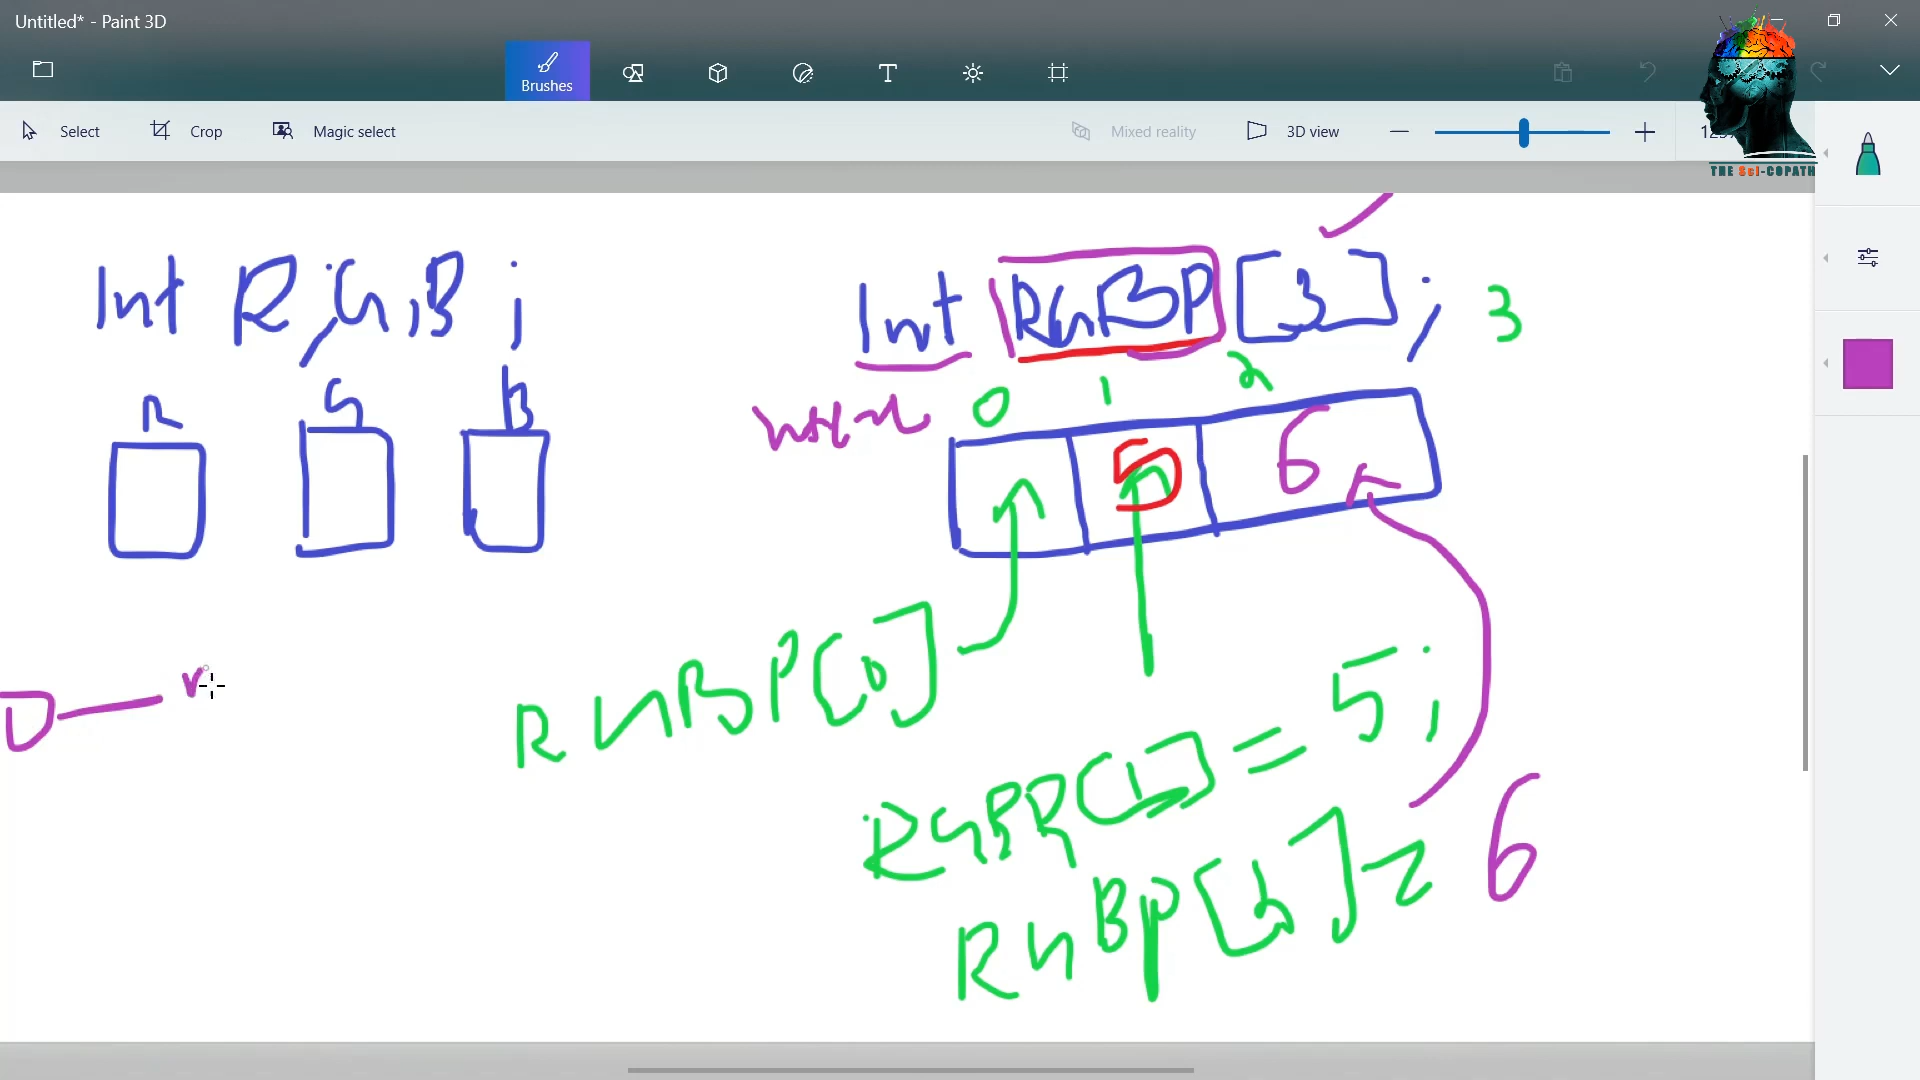 Untitled* - Paint 3D
Brushes
Select
Crop
Magic select
Mixed reality
3D view
THE SCI-COPATH
Int R,G,B ;
R G B
Int RGBP [3] ; 3
0 1 2
5 6
RGBP[0]
RGBP[1] = 5 ;
RGBP[2] = 6
D — r